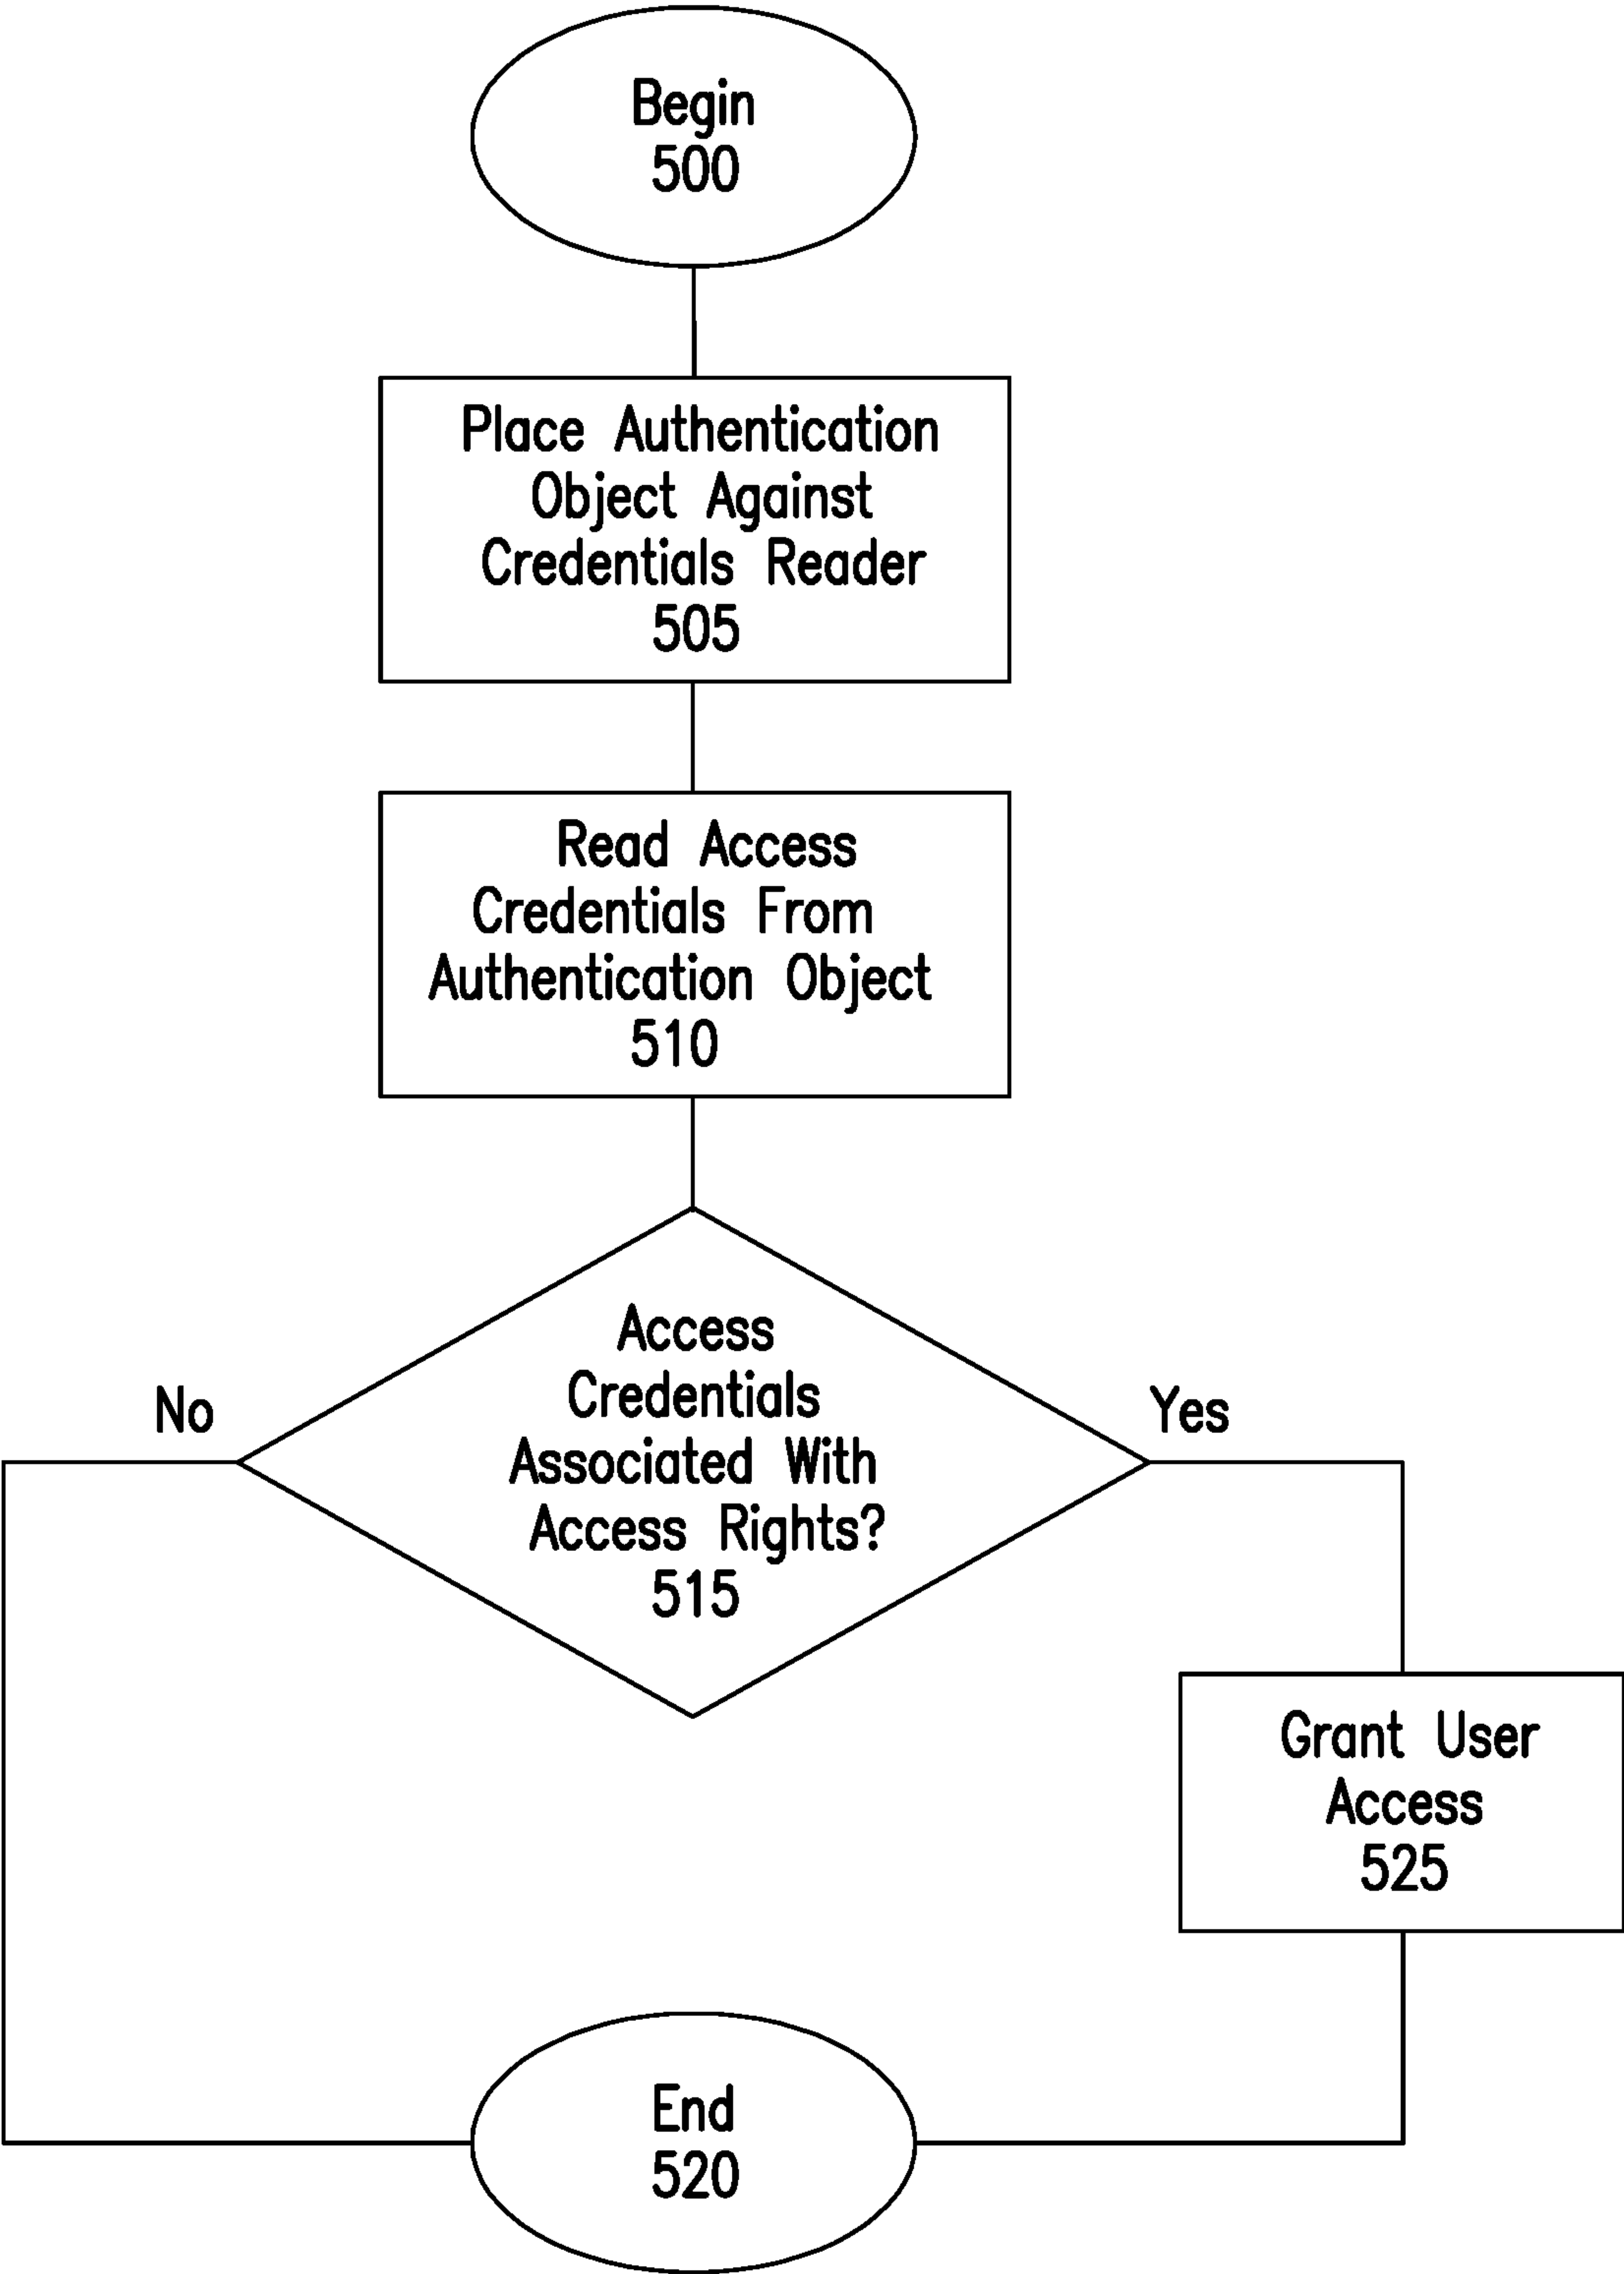 Begin
500
Place Authentication
Object Against
Credentials Reader
505
Read Access
Credentials From
Authentication Object
510
Access
Credentials
Associated With
Access Rights?
515
No
Yes
Grant User
Access
525
End
520